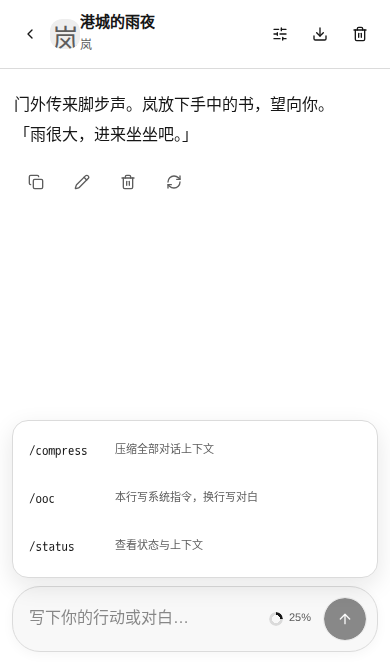 岚
港城的雨夜
岚
门外传来脚步声。岚放下手中的书，望向你。
「雨很大，进来坐坐吧。」
/compress 压缩全部对话上下文
/ooc 本行写系统指令，换行写对白
/status 查看状态与上下文
写下你的行动或对白...
25%